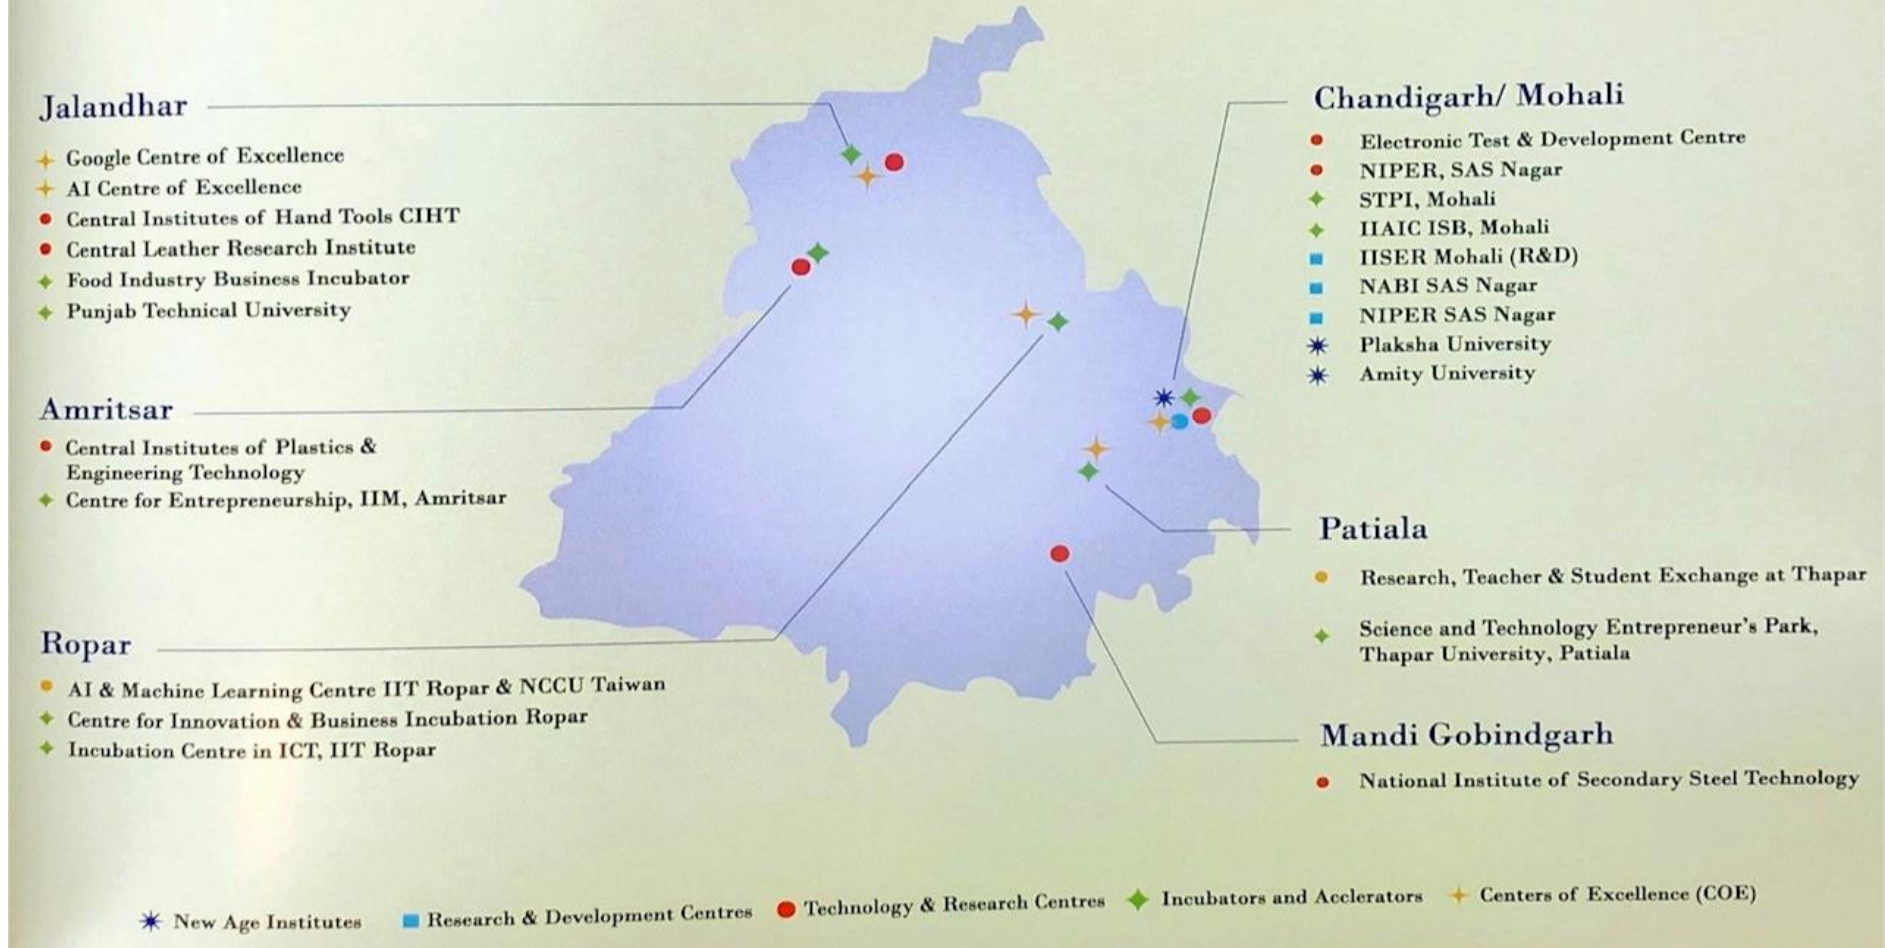 Jalandhar
Google Centre of Excellence
AI Centre of Excellence
Central Institutes of Hand Tools CIHT
Central Leather Research Institute
Food Industry Business Incubator
Punjab Technical University
Amritsar
Central Institutes of Plastics &
Engineering Technology
Centre for Entrepreneurship, IIM, Amritsar
Ropar
AI & Machine Learning Centre IIT Ropar & NCCU Taiwan
Centre for Innovation & Business Incubation Ropar
Incubation Centre in ICT, IIT Ropar
Chandigarh/ Mohali
Electronic Test & Development Centre
NIPER, SAS Nagar
STPI, Mohali
IIAIC ISB, Mohali
IISER Mohali (R&D)
NABI SAS Nagar
NIPER SAS Nagar
Plaksha University
Amity University
Patiala
Research, Teacher & Student Exchange at Thapar
Science and Technology Entrepreneur's Park,
Thapar University, Patiala
Mandi Gobindgarh
National Institute of Secondary Steel Technology
New Age Institutes
Research & Development Centres
Technology & Research Centres
Incubators and Acclerators
Centers of Excellence (COE)